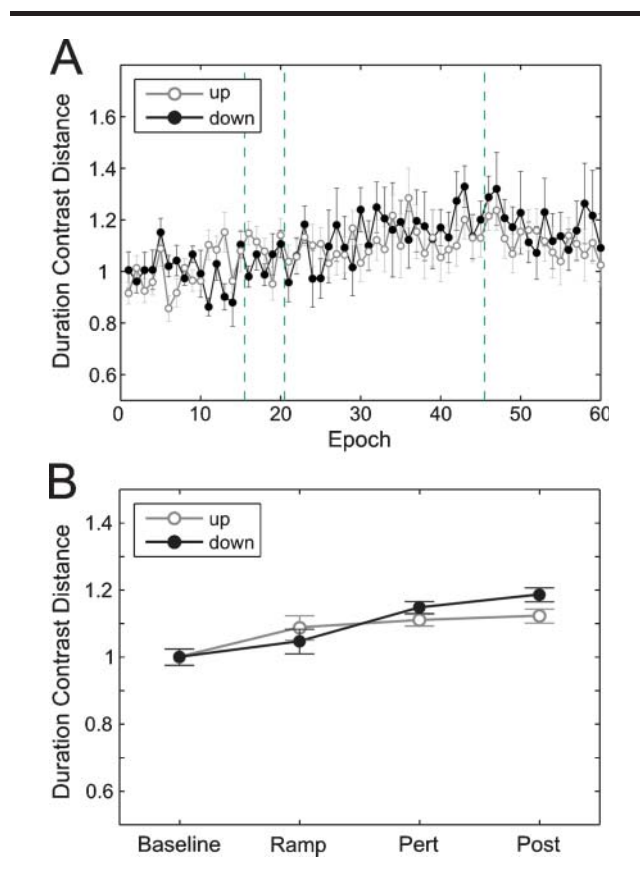 A
up
down
Duration Contrast Distance
1.6
1.4
1.2
1
0.8
0.6
0 10 20 30 40 50 60
Epoch
B
up
down
Duration Contrast Distance
1.4
1.2
1
0.8
0.6
Baseline Ramp Pert Post